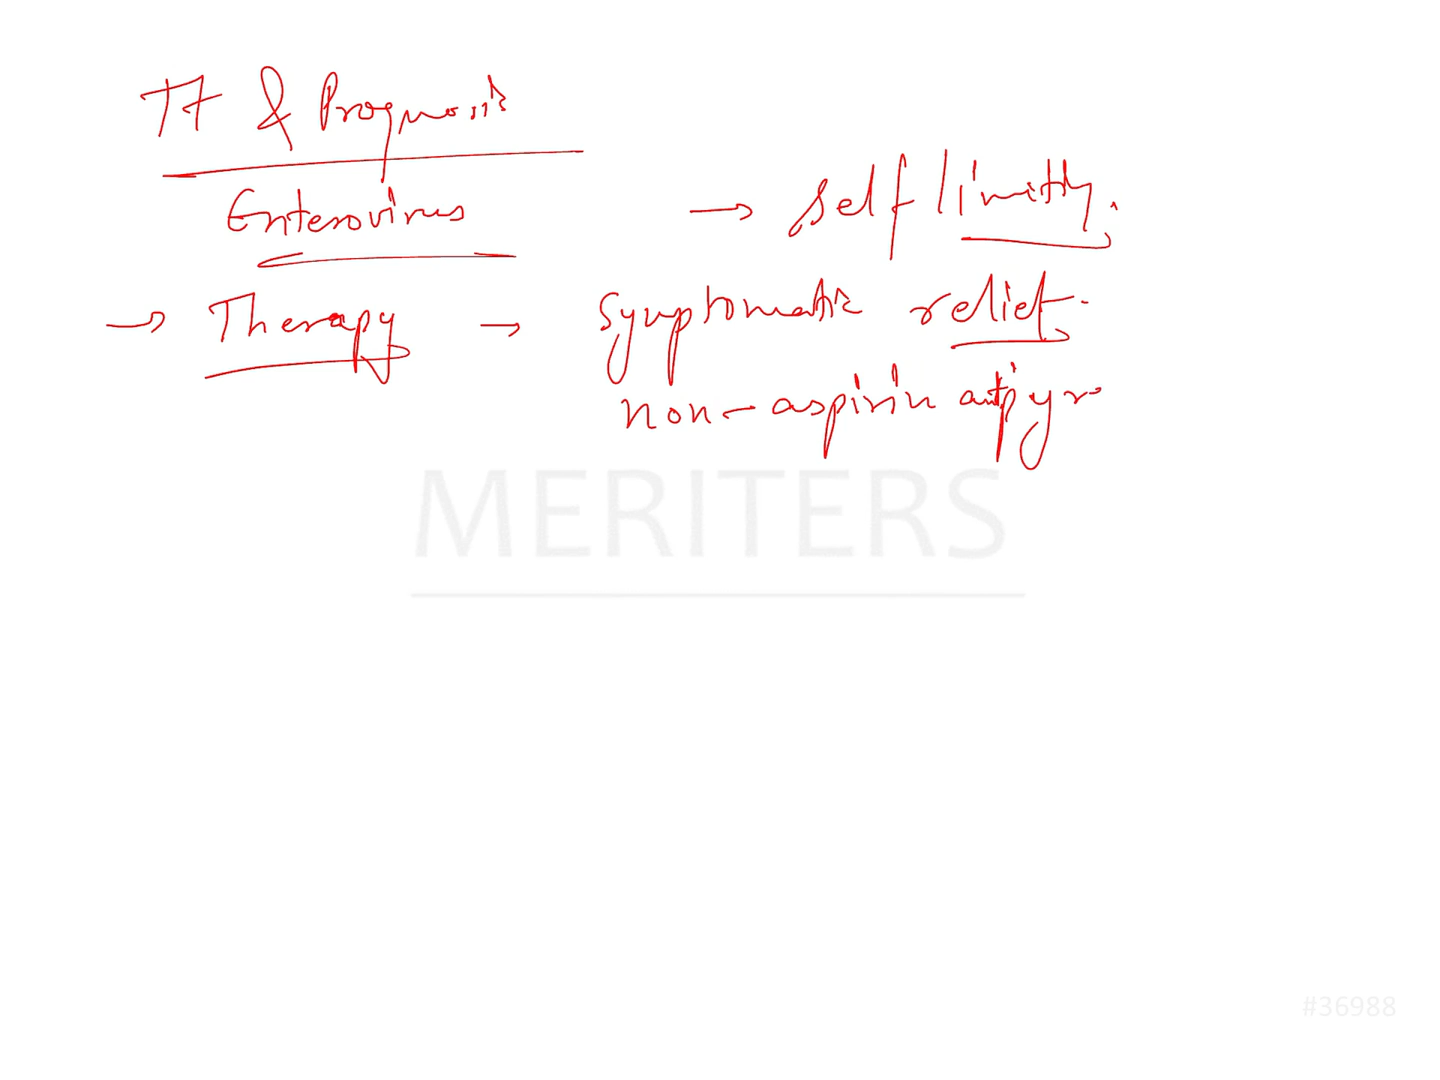 TT & Prognosis
Enterovirus → self limiting.
→ Therapy → Symptomatic relief.
non-aspirin antipyr
MERITERS
#36988